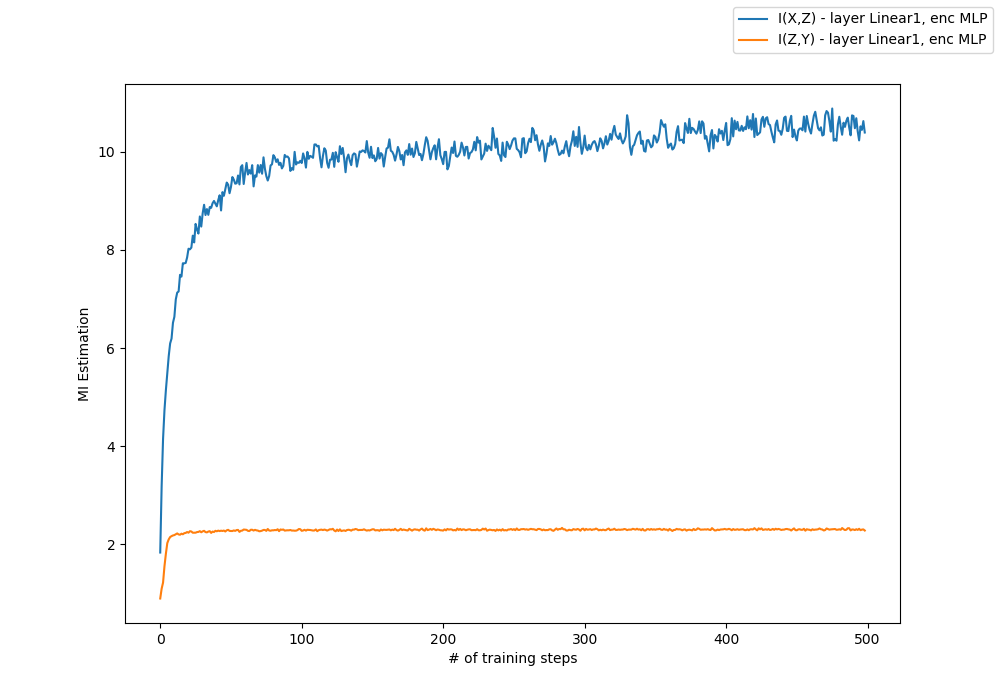 I(X,Z) - layer Linear1, enc MLP
I(Z,Y) - layer Linear1, enc MLP
10
8
6
4
2
MI Estimation
0 100 200 300 400 500
# of training steps